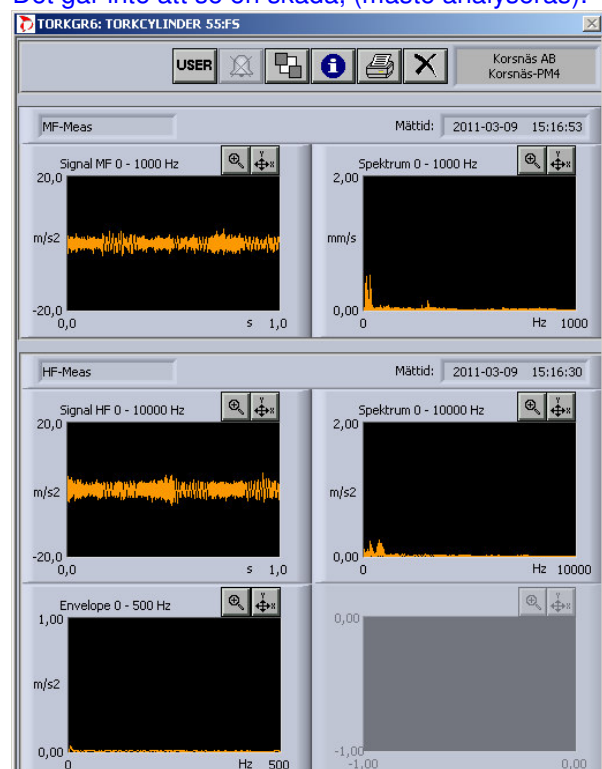 Det går inte att se en skada, (måste analyseras).
TORKGR6: TORKCYLINDER 55:FS
USER
Korsnäs AB
Korsnäs-PM4
MF-Meas
Mättid: 2011-03-09 15:16:53
Signal MF 0 - 1000 Hz
20,0
m/s2
-20,0
0,0 s 1,0
Spektrum 0 - 1000 Hz
2,00
mm/s
0,00
0 Hz 1000
HF-Meas
Mättid: 2011-03-09 15:16:30
Signal HF 0 - 10000 Hz
20,0
m/s2
-20,0
0,0 s 1,0
Spektrum 0 - 10000 Hz
2,00
m/s2
0,00
0 Hz 10000
Envelope 0 - 500 Hz
1,00
m/s2
0,00
0 Hz 500
0,00
-1,00
-1,00 0,00